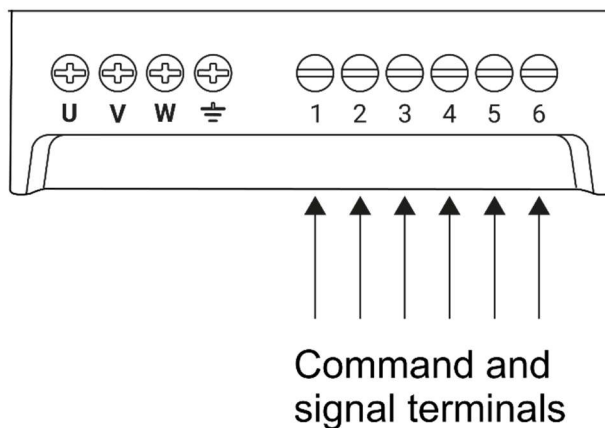 U V W ⏚ 1 2 3 4 5 6
Command and
signal terminals